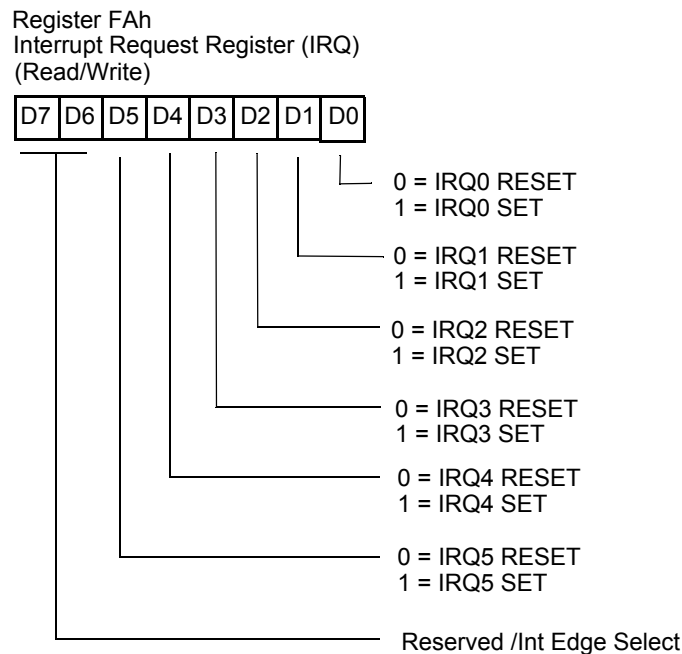 Register FAh
Interrupt Request Register (IRQ)
(Read/Write)
D7 D6 D5 D4 D3 D2 D1 D0
0 = IRQ0 RESET
1 = IRQ0 SET
0 = IRQ1 RESET
1 = IRQ1 SET
0 = IRQ2 RESET
1 = IRQ2 SET
0 = IRQ3 RESET
1 = IRQ3 SET
0 = IRQ4 RESET
1 = IRQ4 SET
0 = IRQ5 RESET
1 = IRQ5 SET
Reserved /Int Edge Select